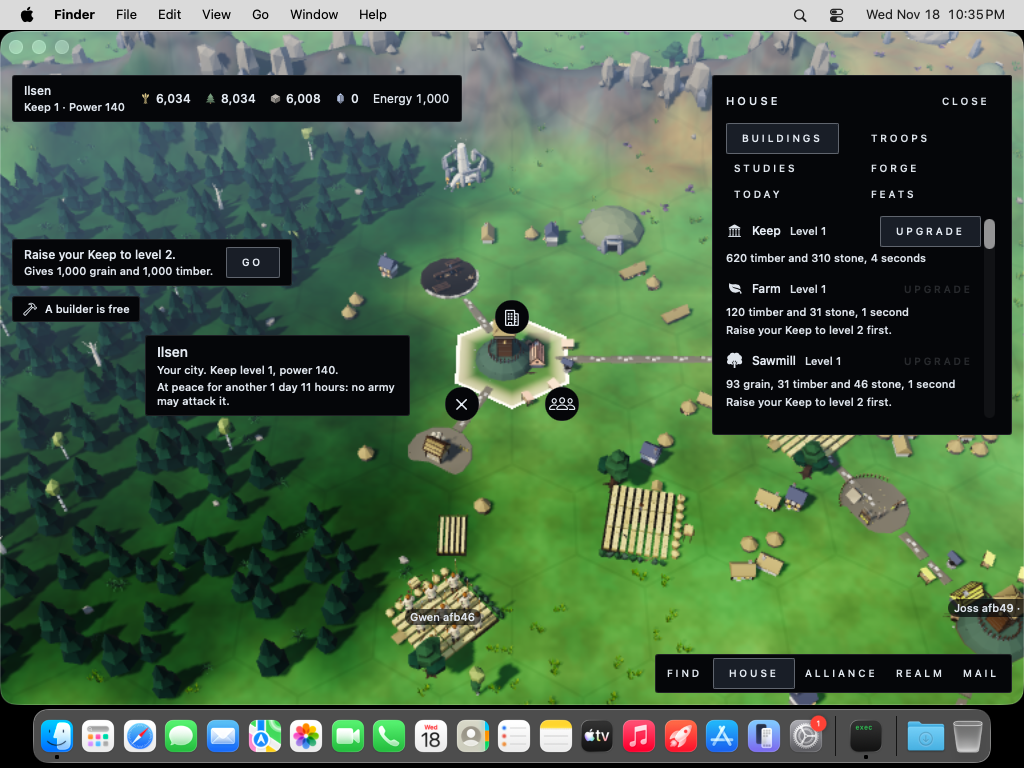 Finder File Edit View Go Window Help Wed Nov 18 10:35 PM
Ilsen
Keep 1 · Power 140
6,034 8,034 6,008 0 Energy 1,000
HOUSE CLOSE
BUILDINGS TROOPS
STUDIES FORGE
TODAY FEATS
Keep Level 1 UPGRADE
620 timber and 310 stone, 4 seconds
Farm Level 1 UPGRADE
120 timber and 31 stone, 1 second
Raise your Keep to level 2 first.
Sawmill Level 1 UPGRADE
93 grain, 31 timber and 46 stone, 1 second
Raise your Keep to level 2 first.
Raise your Keep to level 2.
Gives 1,000 grain and 1,000 timber.
GO
A builder is free
Ilsen
Your city. Keep level 1, power 140.
At peace for another 1 day 11 hours: no army
may attack it.
Gwen afb46
Joss afb49 ·
FIND HOUSE ALLIANCE REALM MAIL
Wed
18
tv
1
exec